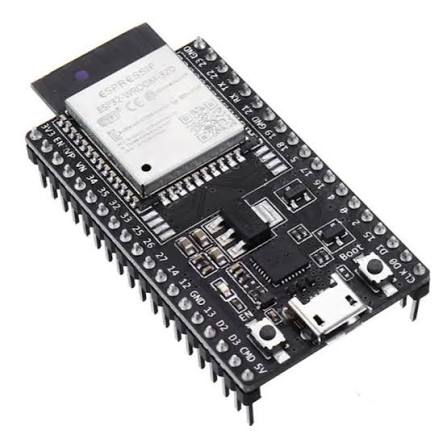 ESPRESSIF
ESP32-WROOM-32D
3V3 EN VP VN 34 35 32 33 25 26 27 14 12 GND 13 D2 D3 CMD 5V
GND 23 22 TX RX 21 GND 19 18 5 17 16 4 0 2 15 D1 D0 CLK
Boot
EN